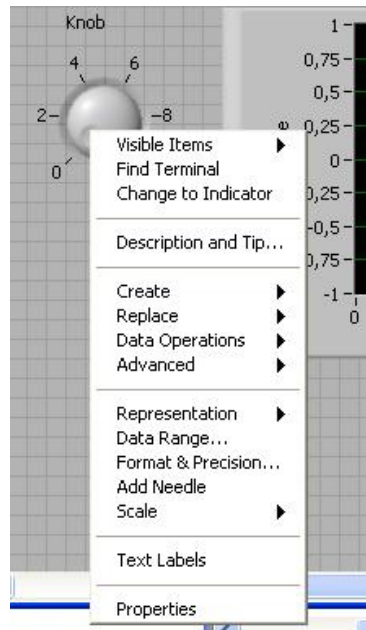 Knob
4
6
2
8
0
1
0,75
0,5
e
0,25
0
0,25
-0,5
0,75
-1
0
Visible Items
Find Terminal
Change to Indicator
Description and Tip...
Create
Replace
Data Operations
Advanced
Representation
Data Range...
Format & Precision...
Add Needle
Scale
Text Labels
Properties